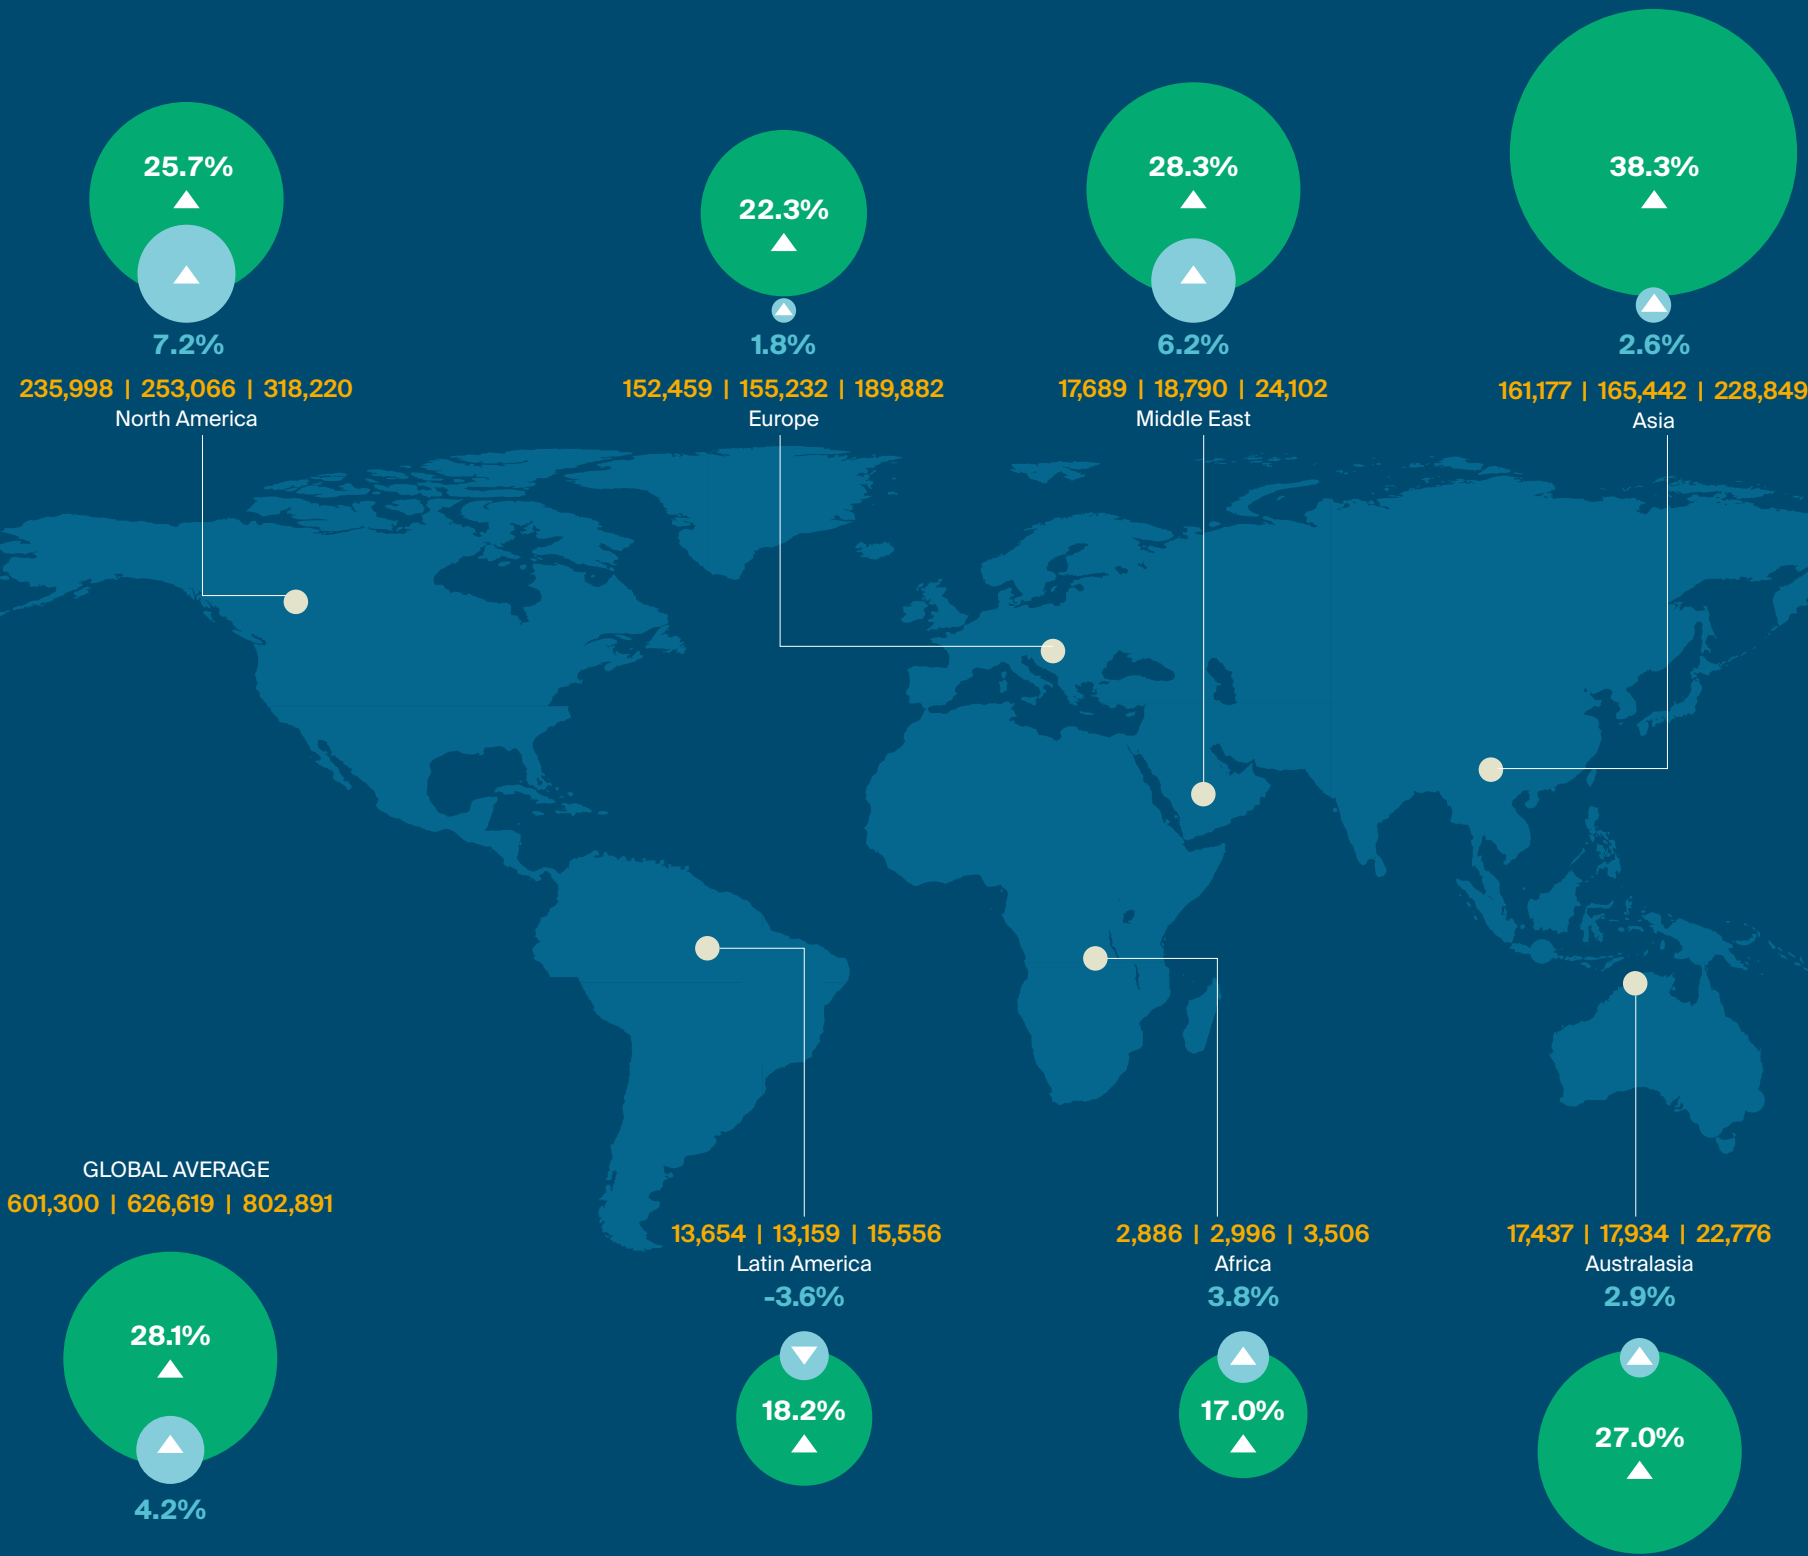 25.7%
7.2%
235,998 | 253,066 | 318,220
North America
22.3%
1.8%
152,459 | 155,232 | 189,882
Europe
28.3%
6.2%
17,689 | 18,790 | 24,102
Middle East
38.3%
2.6%
161,177 | 165,442 | 228,849
Asia
GLOBAL AVERAGE
601,300 | 626,619 | 802,891
28.1%
4.2%
13,654 | 13,159 | 15,556
Latin America
-3.6%
18.2%
2,886 | 2,996 | 3,506
Africa
3.8%
17.0%
17,437 | 17,934 | 22,776
Australasia
2.9%
27.0%